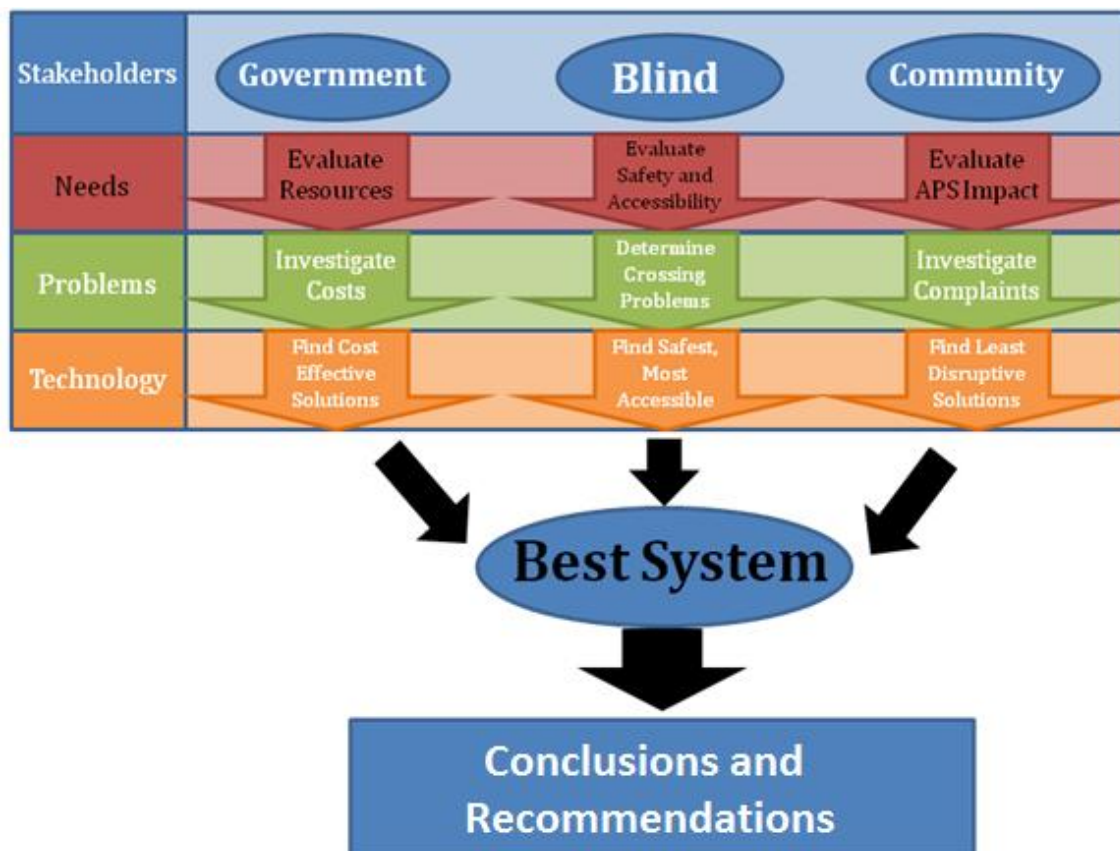 Stakeholders
Government
Blind
Community
Needs
Evaluate
Resources
Evaluate
Safety and
Accessibility
Evaluate
APS Impact
Problems
Investigate
Costs
Determine
Crossing
Problems
Investigate
Complaints
Technology
Find Cost
Effective
Solutions
Find Safest,
Most
Accessible
Find Least
Disruptive
Solutions
Best System
Conclusions and
Recommendations